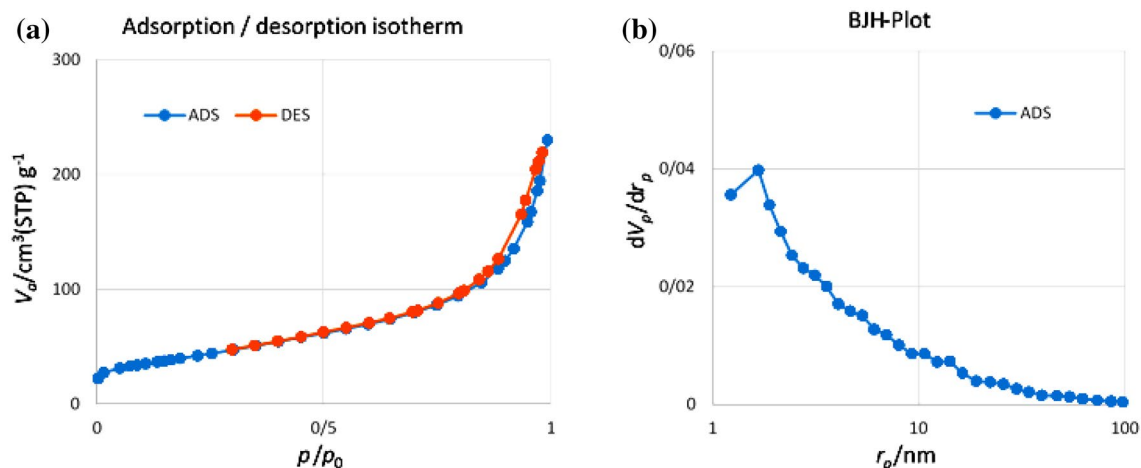 (a)
Adsorption / desorption isotherm
300
200
100
0
ADS
DES
Va/cm³(STP) g⁻¹
0
0/5
1
p/p₀
(b)
BJH-Plot
0/06
0/04
0/02
0
ADS
dVₚ/drₚ
1
10
100
rₚ/nm